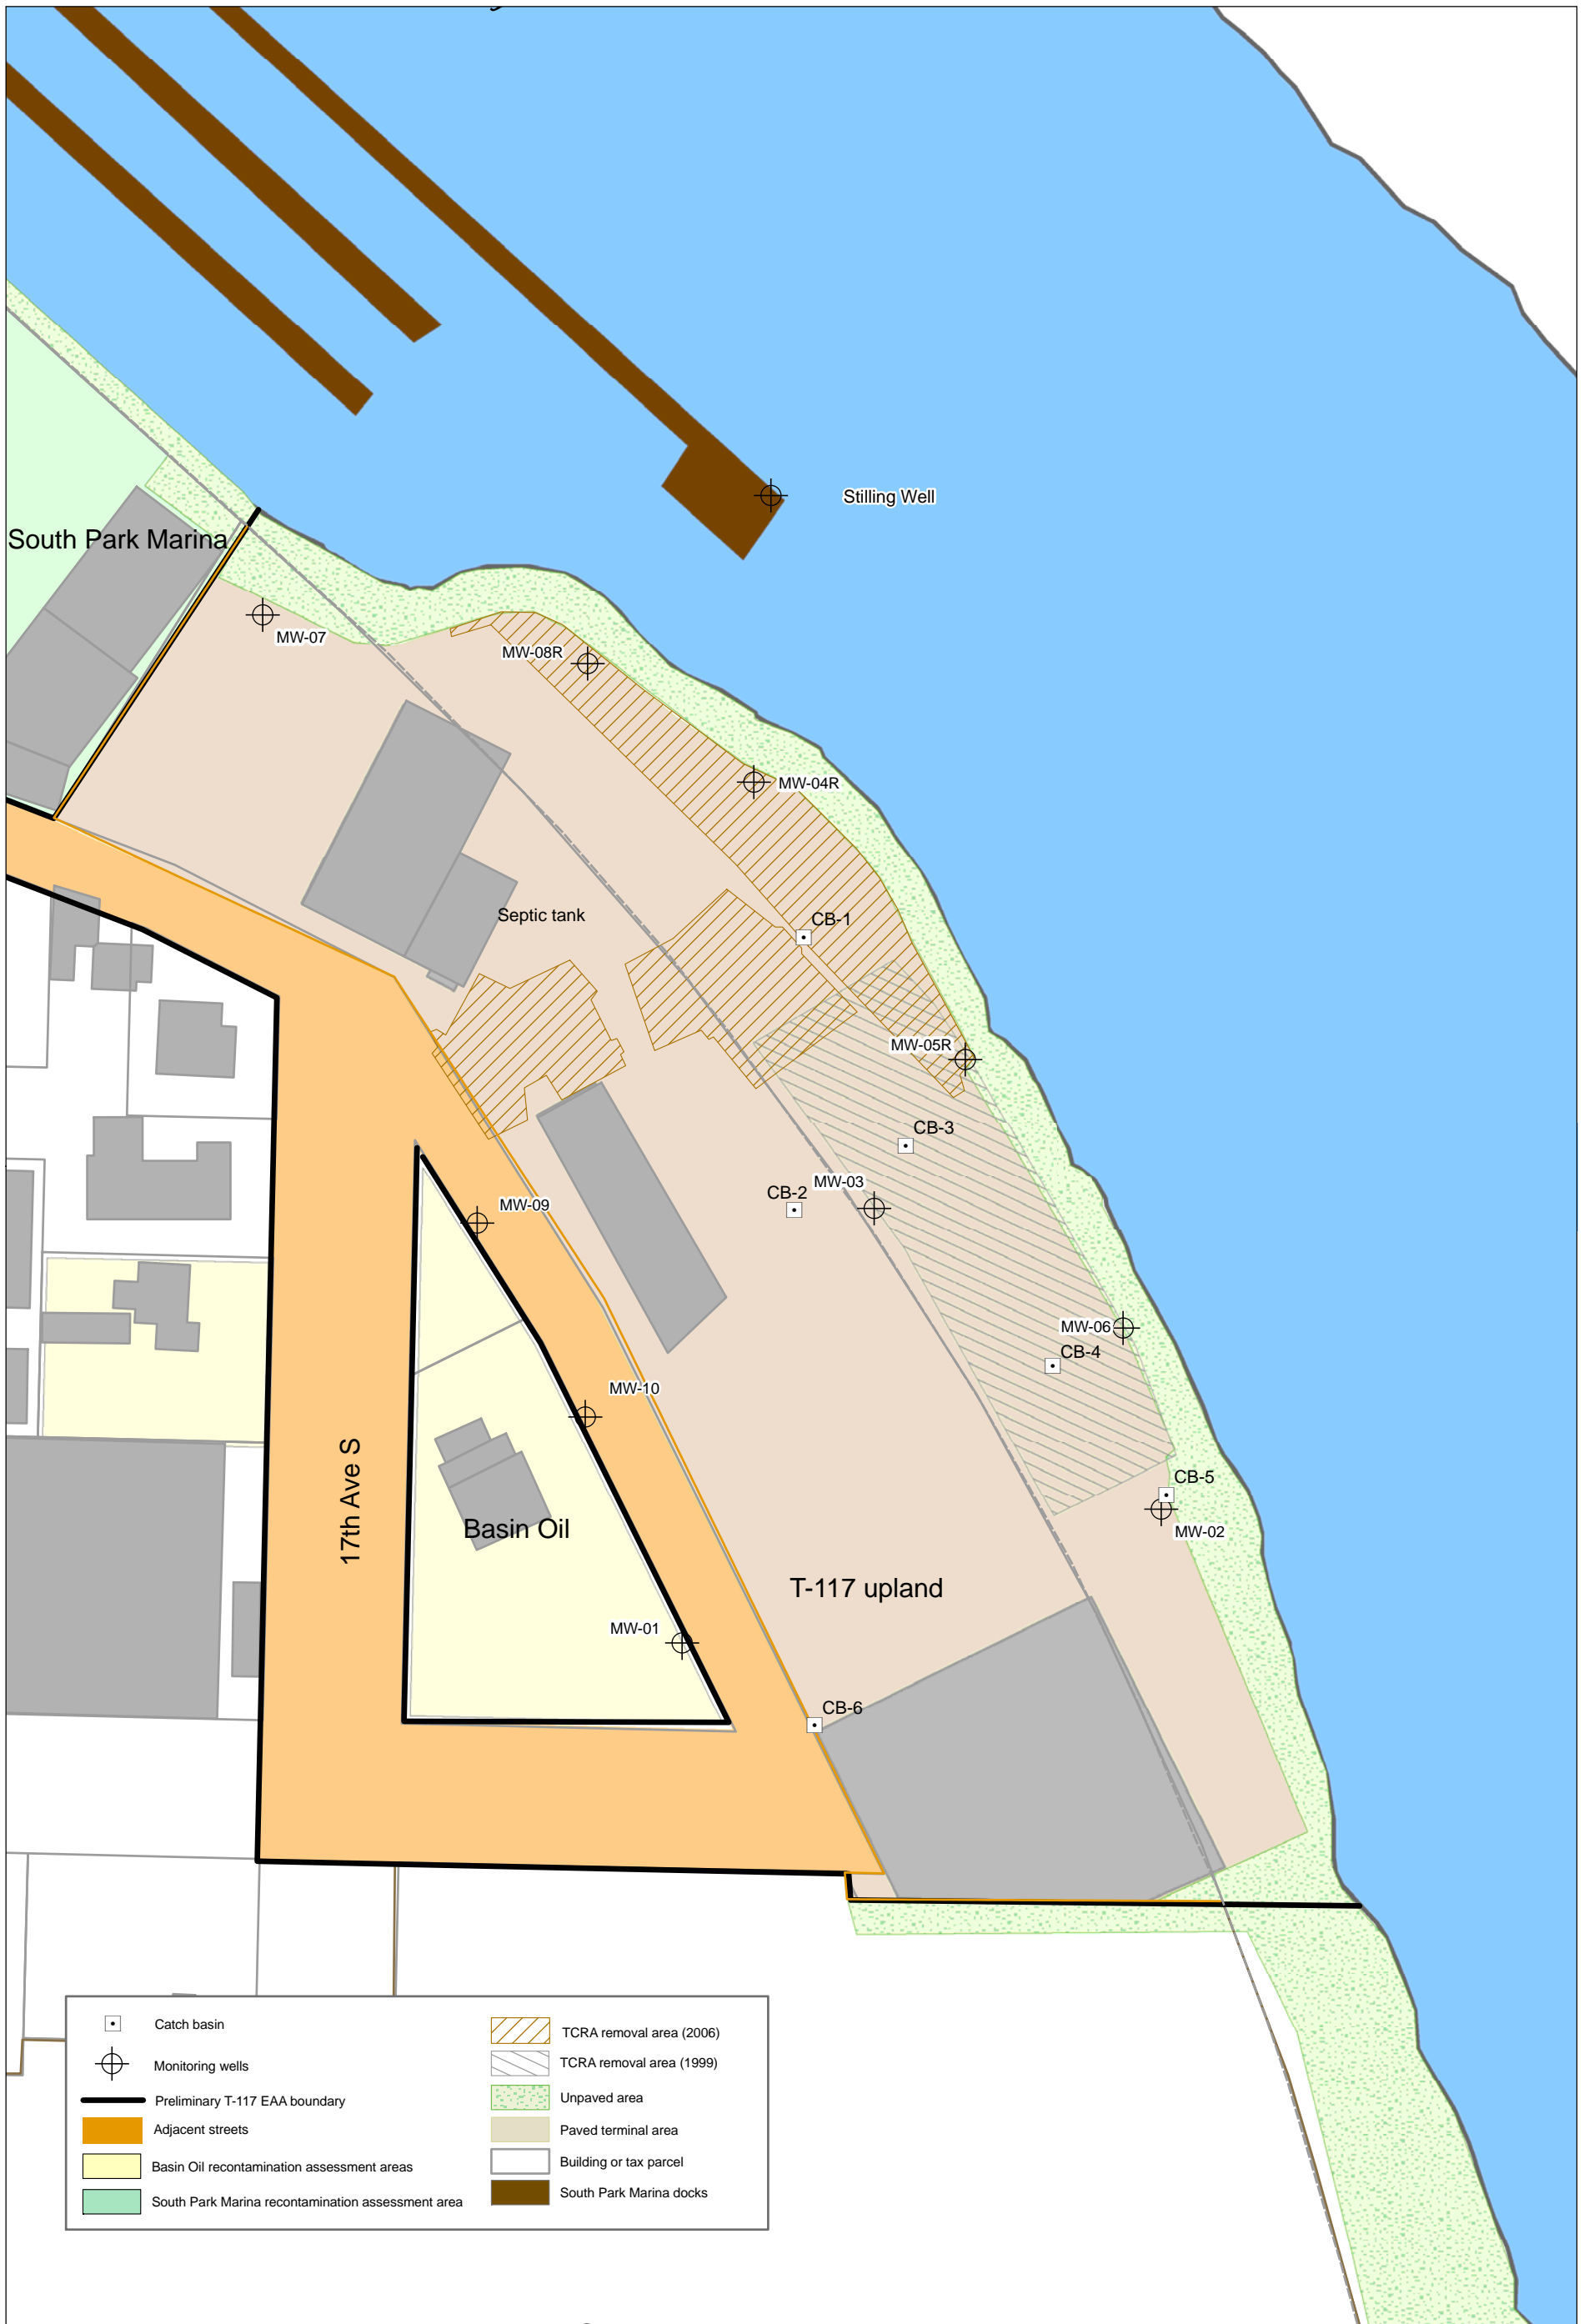 Stilling Well
South Park Marina
MW-07
MW-08R
MW-04R
Septic tank
CB-1
MW-05R
CB-3
MW-03
CB-2
MW-09
MW-06
CB-4
MW-10
17th Ave S
CB-5
MW-02
Basin Oil
T-117 upland
MW-01
CB-6
Catch basin
Monitoring wells
Preliminary T-117 EAA boundary
Adjacent streets
Basin Oil recontamination assessment areas
South Park Marina recontamination assessment area
TCRA removal area (2006)
TCRA removal area (1999)
Unpaved area
Paved terminal area
Building or tax parcel
South Park Marina docks